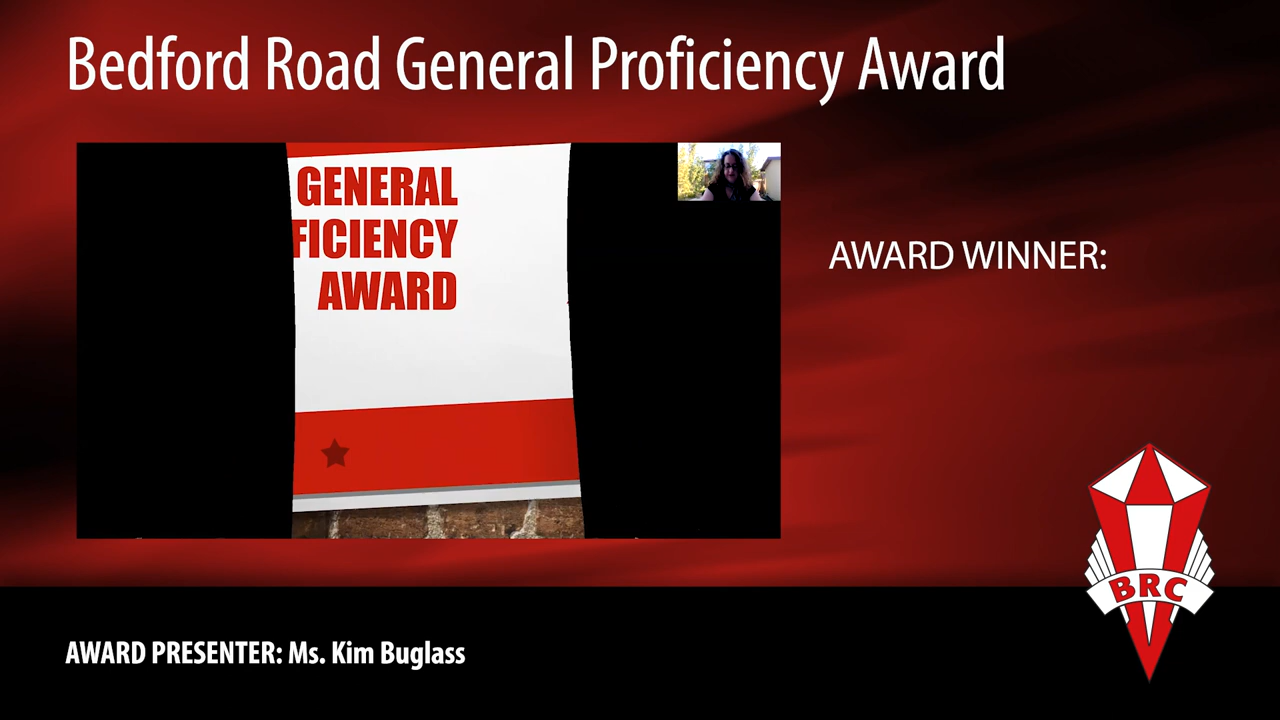 Bedford Road General Proficiency Award
GENERAL
FICIENCY
AWARD
AWARD WINNER:
BRC
AWARD PRESENTER: Ms. Kim Buglass